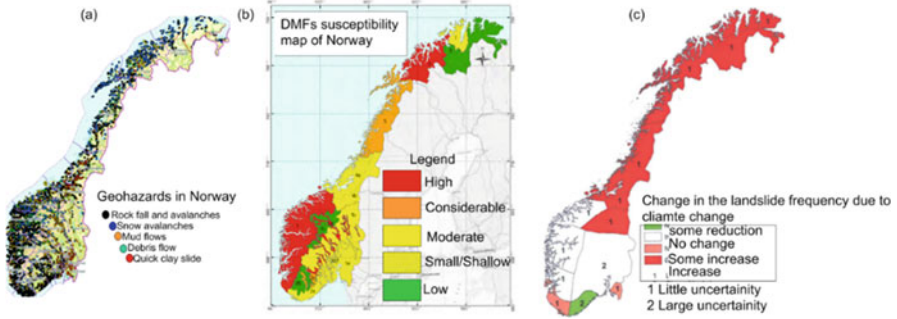 (a)
Geohazards in Norway
Rock fall and avalanches
Snow avalanches
Mud flows
Debris flow
Quick clay slide
(b)
DMFs susceptibility
map of Norway
Legend
High
Considerable
Moderate
Small/Shallow
Low
(c)
Change in the landslide frequency due to
cliamte change
some reduction
No change
Some increase
Increase
1 Little uncertainity
2 Large uncertainity